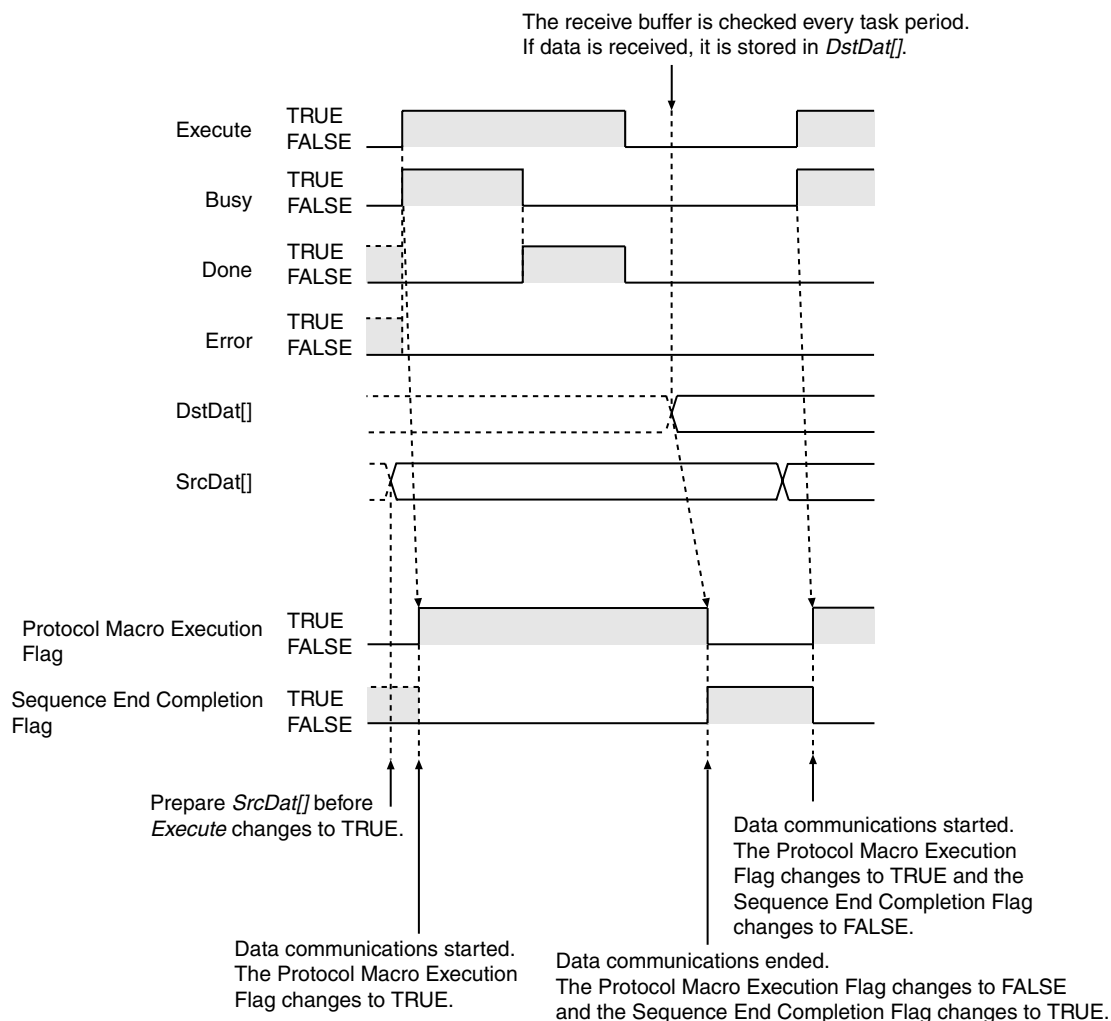 The receive buffer is checked every task period.
If data is received, it is stored in DstDat[].
Execute
TRUE
FALSE
Busy
TRUE
FALSE
Done
TRUE
FALSE
Error
TRUE
FALSE
DstDat[]
SrcDat[]
Protocol Macro Execution
Flag
TRUE
FALSE
Sequence End Completion
Flag
TRUE
FALSE
Prepare SrcDat[] before
Execute changes to TRUE.
Data communications started.
The Protocol Macro Execution
Flag changes to TRUE and the
Sequence End Completion Flag
changes to FALSE.
Data communications started.
The Protocol Macro Execution
Flag changes to TRUE.
Data communications ended.
The Protocol Macro Execution Flag changes to FALSE
and the Sequence End Completion Flag changes to TRUE.